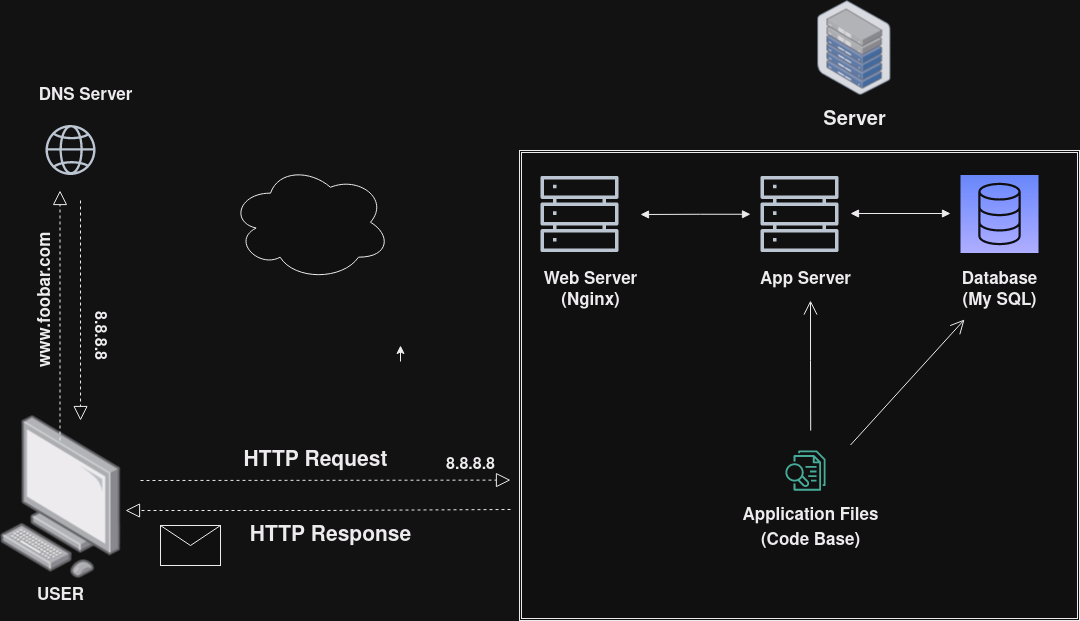 Server
DNS Server
Web Server
(Nginx)
App Server
Database
(My SQL)
www.foobar.com
8.8.8.8
HTTP Request
8.8.8.8
HTTP Response
Application Files
(Code Base)
USER